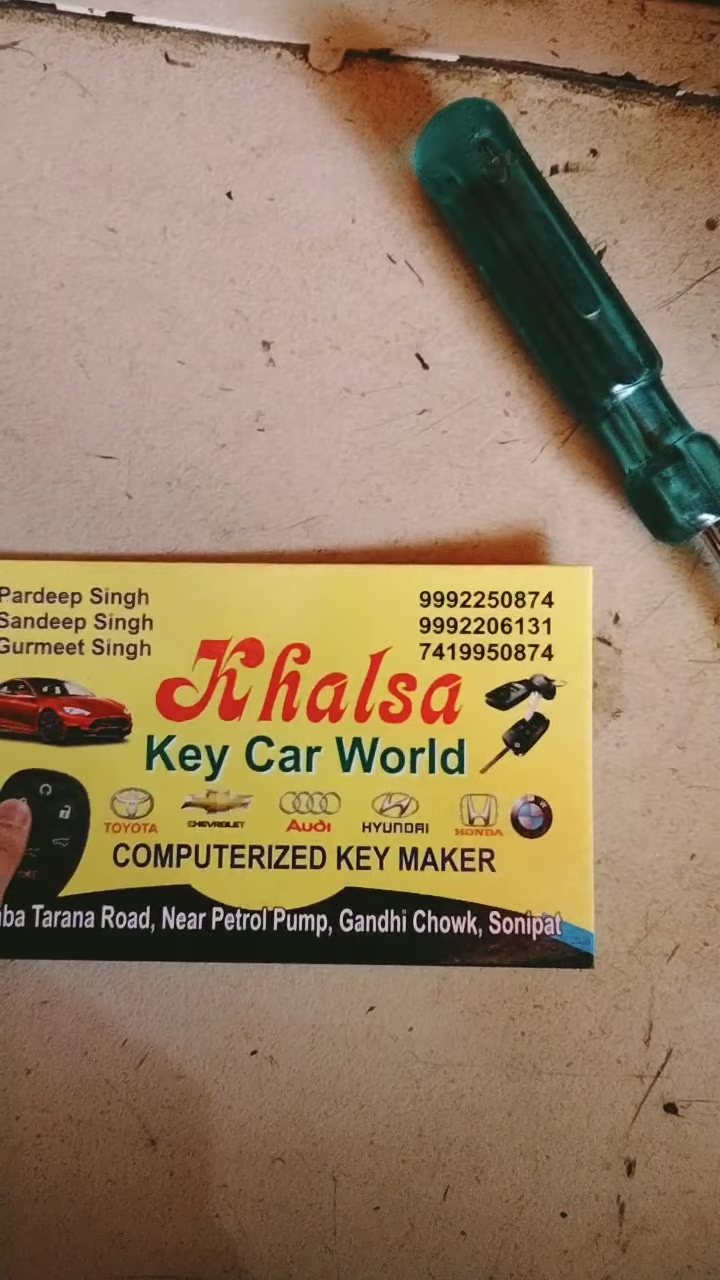 Pardeep Singh 9992250874
Sandeep Singh 9992206131
Gurmeet Singh 7419950874
Khalsa
Key Car World
TOYOTA CHEVROLET Audi HYUNDAI HONDA BMW
COMPUTERIZED KEY MAKER
Tarana Road, Near Petrol Pump, Gandhi Chowk, Sonipat